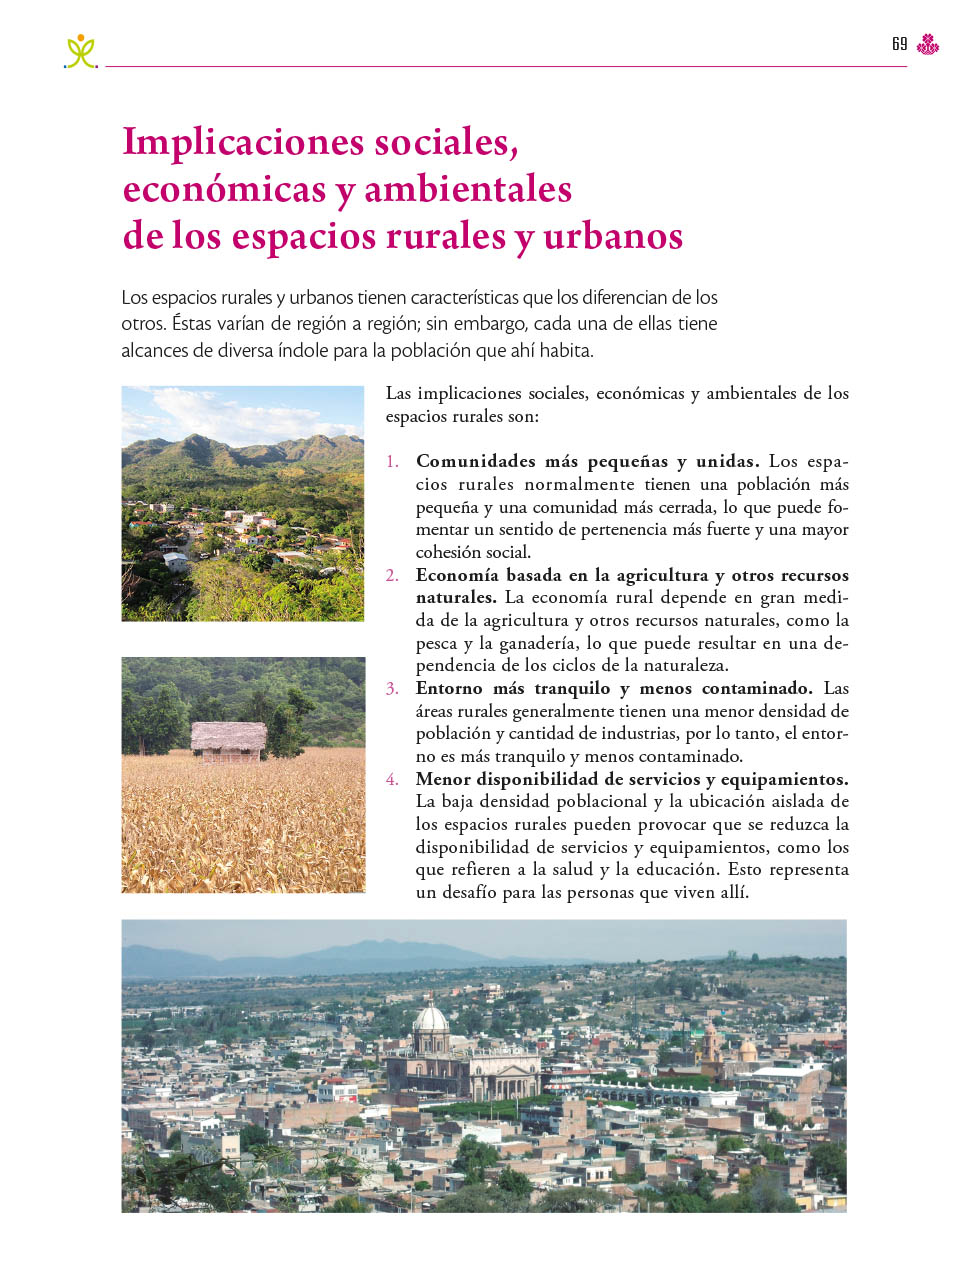 69
Implicaciones sociales,
económicas y ambientales
de los espacios rurales y urbanos
Los espacios rurales y urbanos tienen características que los diferencian de los
otros. Éstas varían de región a región; sin embargo, cada una de ellas tiene
alcances de diversa índole para la población que ahí habita.
Las implicaciones sociales, económicas y ambientales de los
espacios rurales son:
1. Comunidades más pequeñas y unidas. Los espa-
cios rurales normalmente tienen una población más
pequeña y una comunidad más cerrada, lo que puede fo-
mentar un sentido de pertenencia más fuerte y una mayor
cohesión social.
2. Economía basada en la agricultura y otros recursos
naturales. La economía rural depende en gran medi-
da de la agricultura y otros recursos naturales, como la
pesca y la ganadería, lo que puede resultar en una de-
pendencia de los ciclos de la naturaleza.
3. Entorno más tranquilo y menos contaminado. Las
áreas rurales generalmente tienen una menor densidad de
población y cantidad de industrias, por lo tanto, el entor-
no es más tranquilo y menos contaminado.
4. Menor disponibilidad de servicios y equipamientos.
La baja densidad poblacional y la ubicación aislada de
los espacios rurales pueden provocar que se reduzca la
disponibilidad de servicios y equipamientos, como los
que refieren a la salud y la educación. Esto representa
un desafío para las personas que viven allí.